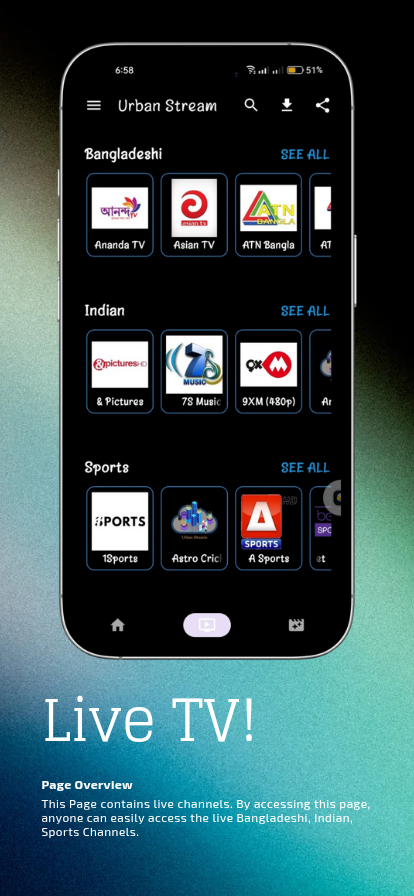 6:58
51%
Urban Stream
Bangladeshi SEE ALL
আনন্দ TV
asian tv
ATN
BANGLA
Ananda TV Asian TV ATN Bangla AT
Indian SEE ALL
&pictures HD
7S
MUSIC
9XM
& Pictures 7S Music 9XM (480p) Ar
Sports SEE ALL
1SPORTS
Urban Stream
A
SPORTS
be
SPO
1Sports Astro Cric A Sports et
Live TV!
Page Overview
This Page contains live channels. By accessing this page,
anyone can easily access the live Bangladeshi, Indian,
Sports Channels.